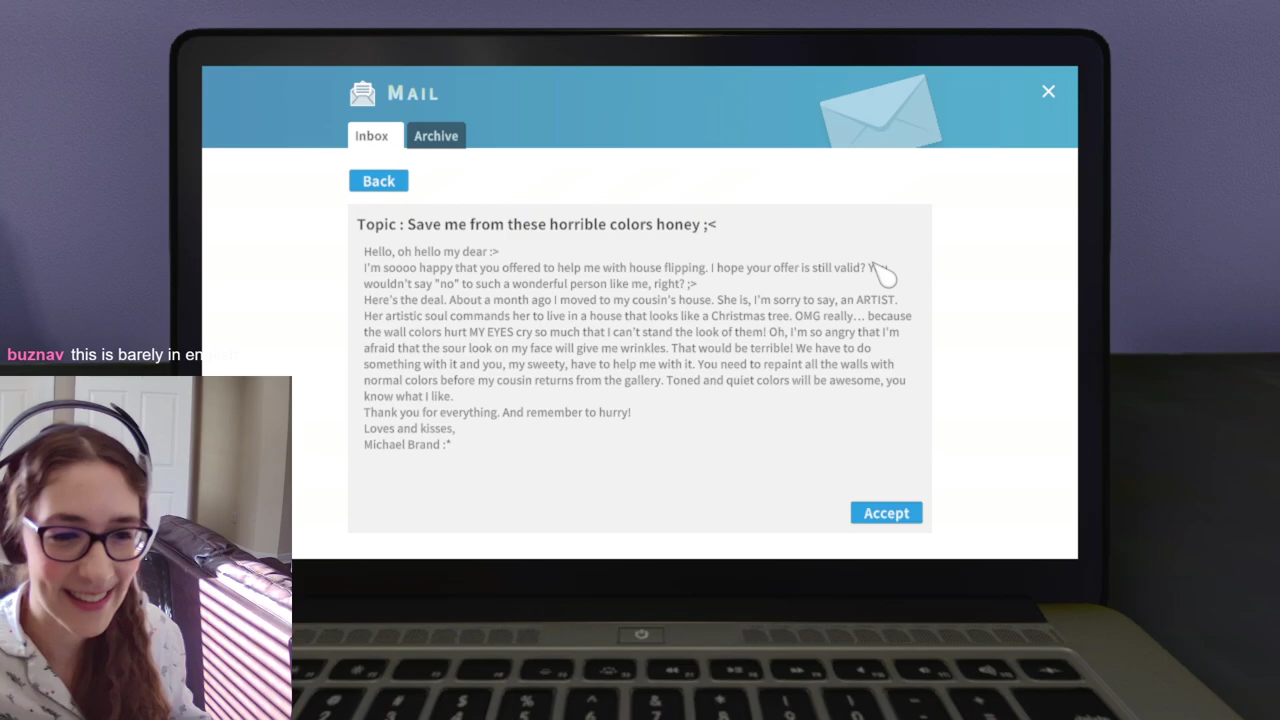 MAIL
Inbox
Archive
Back
Topic : Save me from these horrible colors honey ;<
Hello, oh hello my dear :>
I'm soooo happy that you offered to help me with house flipping. I hope your offer is still valid?
wouldn't say "no" to such a wonderful person like me, right? ;>
Here's the deal. About a month ago I moved to my cousin's house. She is, I'm sorry to say, an ARTIST.
Her artistic soul commands her to live in a house that looks like a Christmas tree. OMG really... because
the wall colors hurt MY EYES cry so much that I can't stand the look of them! Oh, I'm so angry that I'm
afraid that the sour look on my face will give me wrinkles. That would be terrible! We have to do
something with it and you, my sweety, have to help me with it. You need to repaint all the walls with
normal colors before my cousin returns from the gallery. Toned and quiet colors will be awesome, you
know what I like.
Thank you for everything. And remember to hurry!
Loves and kisses,
Michael Brand :*
Accept
buznav this is barely in english